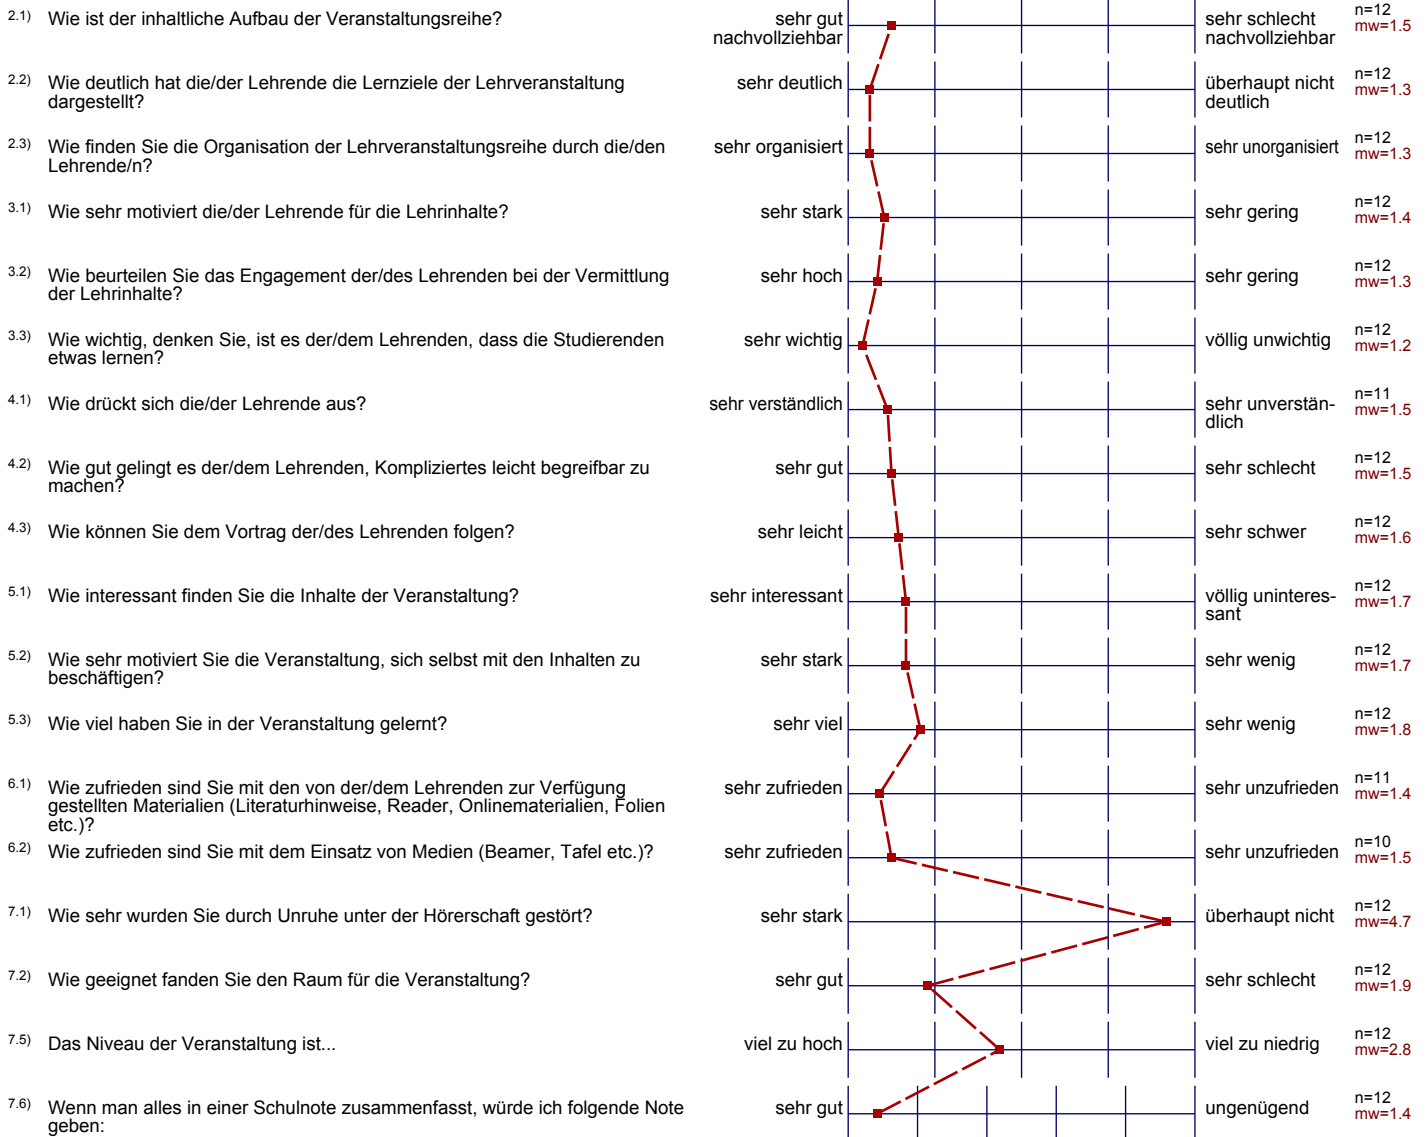 2.1) Wie ist der inhaltliche Aufbau der Veranstaltungsreihe? sehr gut nachvollziehbar sehr schlecht nachvollziehbar n=12 mw=1.5
2.2) Wie deutlich hat die/der Lehrende die Lernziele der Lehrveranstaltung
dargestellt? sehr deutlich überhaupt nicht deutlich n=12 mw=1.3
2.3) Wie finden Sie die Organisation der Lehrveranstaltungsreihe durch die/den
Lehrende/n? sehr organisiert sehr unorganisiert n=12 mw=1.3
3.1) Wie sehr motiviert die/der Lehrende für die Lehrinhalte? sehr stark sehr gering n=12 mw=1.4
3.2) Wie beurteilen Sie das Engagement der/des Lehrenden bei der Vermittlung
der Lehrinhalte? sehr hoch sehr gering n=12 mw=1.3
3.3) Wie wichtig, denken Sie, ist es der/dem Lehrenden, dass die Studierenden
etwas lernen? sehr wichtig völlig unwichtig n=12 mw=1.2
4.1) Wie drückt sich die/der Lehrende aus? sehr verständlich sehr unverstän-
dlich n=11 mw=1.5
4.2) Wie gut gelingt es der/dem Lehrenden, Kompliziertes leicht begreifbar zu
machen? sehr gut sehr schlecht n=12 mw=1.5
4.3) Wie können Sie dem Vortrag der/des Lehrenden folgen? sehr leicht sehr schwer n=12 mw=1.6
5.1) Wie interessant finden Sie die Inhalte der Veranstaltung? sehr interessant völlig uninteres-
sant n=12 mw=1.7
5.2) Wie sehr motiviert Sie die Veranstaltung, sich selbst mit den Inhalten zu
beschäftigen? sehr stark sehr wenig n=12 mw=1.7
5.3) Wie viel haben Sie in der Veranstaltung gelernt? sehr viel sehr wenig n=12 mw=1.8
6.1) Wie zufrieden sind Sie mit den von der/dem Lehrenden zur Verfügung
gestellten Materialien (Literaturhinweise, Reader, Onlinematerialien, Folien
etc.)? sehr zufrieden sehr unzufrieden n=11 mw=1.4
6.2) Wie zufrieden sind Sie mit dem Einsatz von Medien (Beamer, Tafel etc.)? sehr zufrieden sehr unzufrieden n=10 mw=1.5
7.1) Wie sehr wurden Sie durch Unruhe unter der Hörerschaft gestört? sehr stark überhaupt nicht n=12 mw=4.7
7.2) Wie geeignet fanden Sie den Raum für die Veranstaltung? sehr gut sehr schlecht n=12 mw=1.9
7.5) Das Niveau der Veranstaltung ist... viel zu hoch viel zu niedrig n=12 mw=2.8
7.6) Wenn man alles in einer Schulnote zusammenfasst, würde ich folgende Note
geben: sehr gut ungenügend n=12 mw=1.4